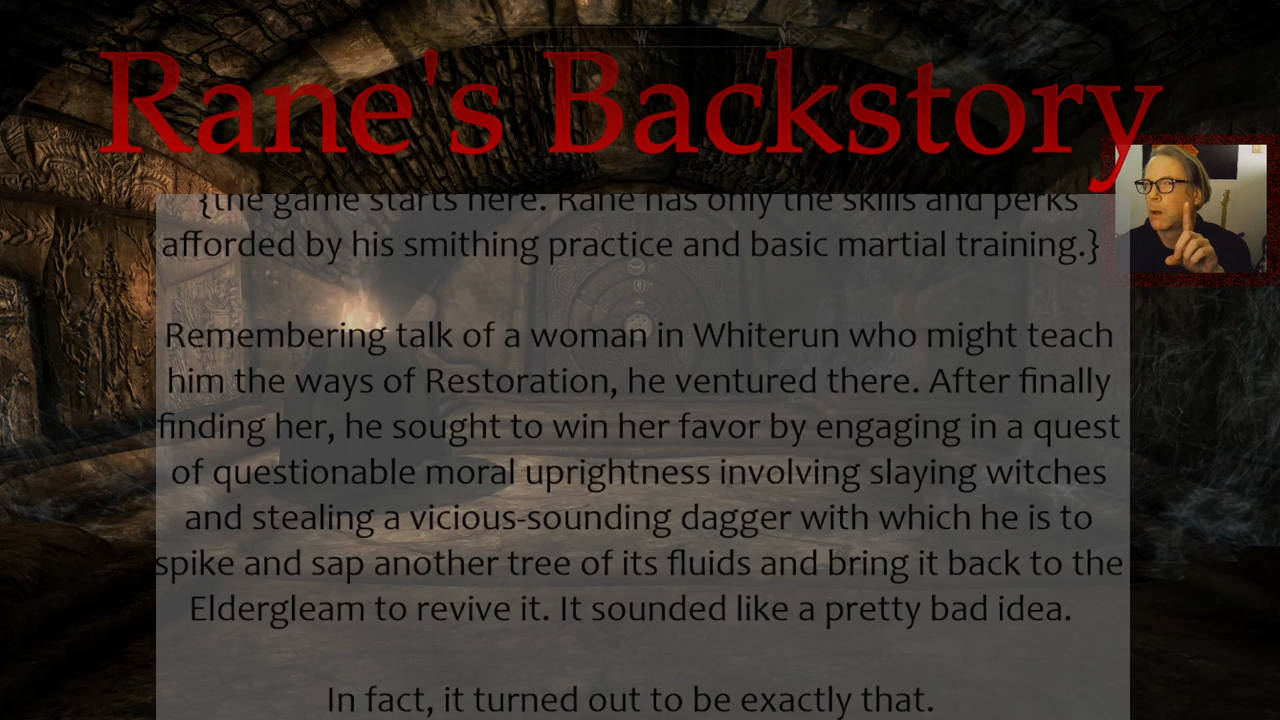 W
Rane's Backstory
{the game starts here. Rane has only the skills and perks
afforded by his smithing practice and basic martial training.}
Remembering talk of a woman in Whiterun who might teach
him the ways of Restoration, he ventured there. After finally
finding her, he sought to win her favor by engaging in a quest
of questionable moral uprightness involving slaying witches
and stealing a vicious-sounding dagger with which he is to
spike and sap another tree of its fluids and bring it back to the
Eldergleam to revive it. It sounded like a pretty bad idea.
In fact, it turned out to be exactly that.